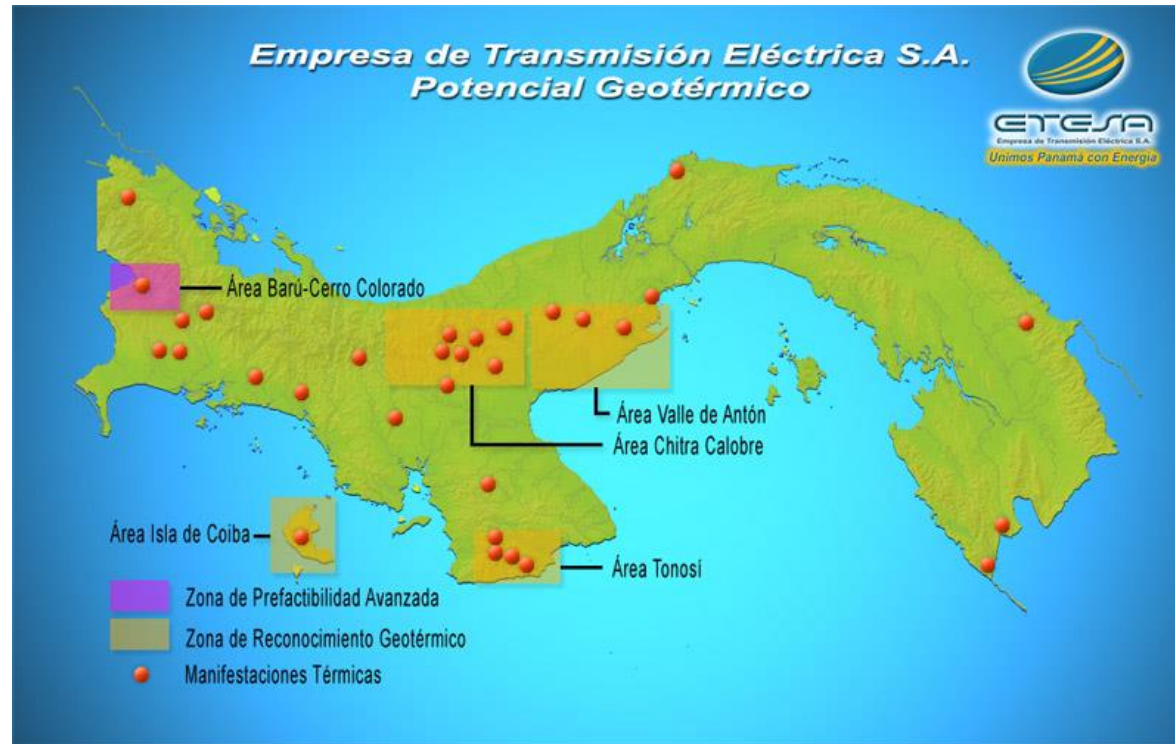 Empresa de Transmisión Eléctrica S.A.
Potencial Geotérmico
ETESA
Empresa de Transmisión Eléctrica S.A.
Unimos Panamá con Energía
Área Barú-Cerro Colorado
Área Valle de Antón
Área Chitra Calobre
Área Isla de Coiba
Área Tonosí
Zona de Prefactibilidad Avanzada
Zona de Reconocimiento Geotérmico
Manifestaciones Térmicas